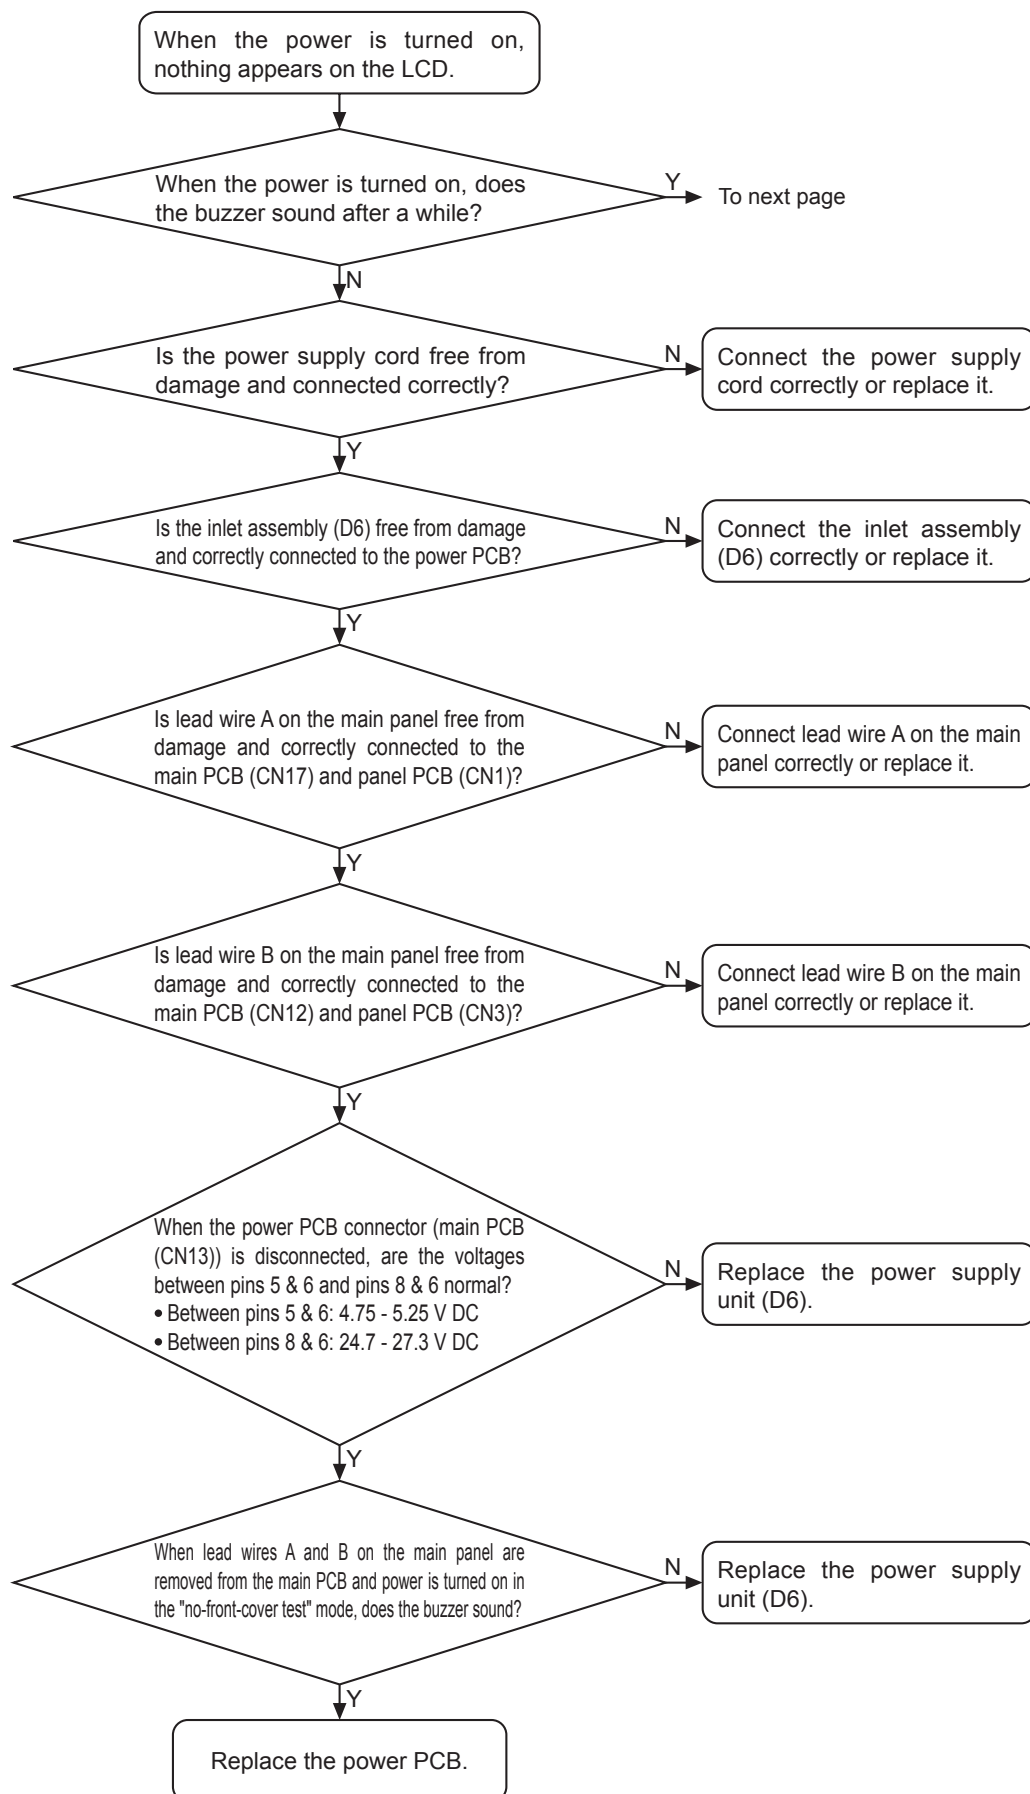 When the power is turned on,
nothing appears on the LCD.
When the power is turned on, does
the buzzer sound after a while?
Y
To next page
N
Is the power supply cord free from
damage and connected correctly?
N
Connect the power supply
cord correctly or replace it.
Y
Is the inlet assembly (D6) free from damage
and correctly connected to the power PCB?
N
Connect the inlet assembly
(D6) correctly or replace it.
Y
Is lead wire A on the main panel free from
damage and correctly connected to the
main PCB (CN17) and panel PCB (CN1)?
N
Connect lead wire A on the main
panel correctly or replace it.
Y
Is lead wire B on the main panel free from
damage and correctly connected to the
main PCB (CN12) and panel PCB (CN3)?
N
Connect lead wire B on the main
panel correctly or replace it.
Y
When the power PCB connector (main PCB
(CN13)) is disconnected, are the voltages
between pins 5 & 6 and pins 8 & 6 normal?
• Between pins 5 & 6: 4.75 - 5.25 V DC
• Between pins 8 & 6: 24.7 - 27.3 V DC
N
Replace the power supply
unit (D6).
Y
When lead wires A and B on the main panel are
removed from the main PCB and power is turned on in
the "no-front-cover test" mode, does the buzzer sound?
N
Replace the power supply
unit (D6).
Y
Replace the power PCB.